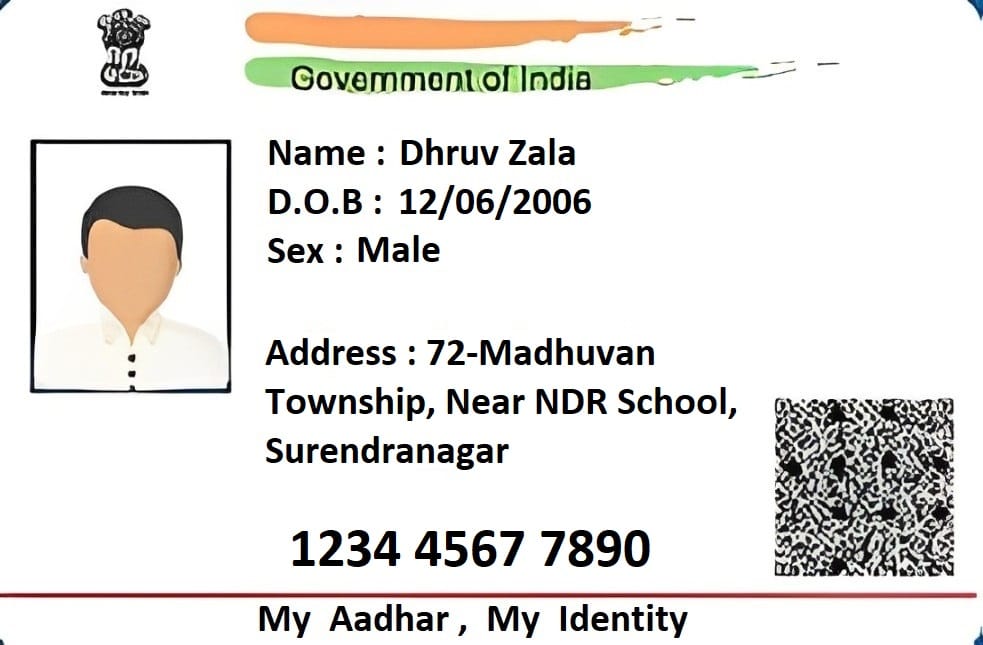 Government of India
Name : Dhruv Zala
D.O.B : 12/06/2006
Sex : Male
Address : 72-Madhuvan
Township, Near NDR School,
Surendranagar
1234 4567 7890
My Aadhar , My Identity